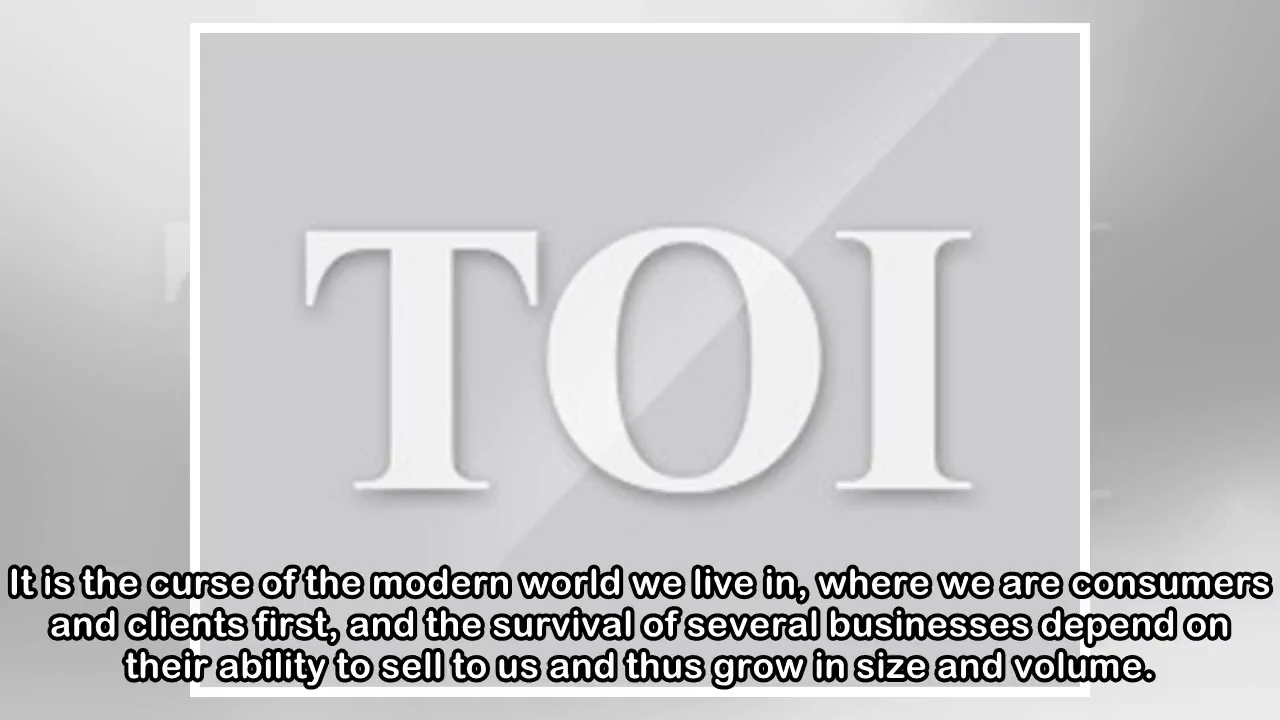 TOI
It is the curse of the modern world we live in, where we are consumers
and clients first, and the survival of several businesses depend on
their ability to sell to us and thus grow in size and volume.